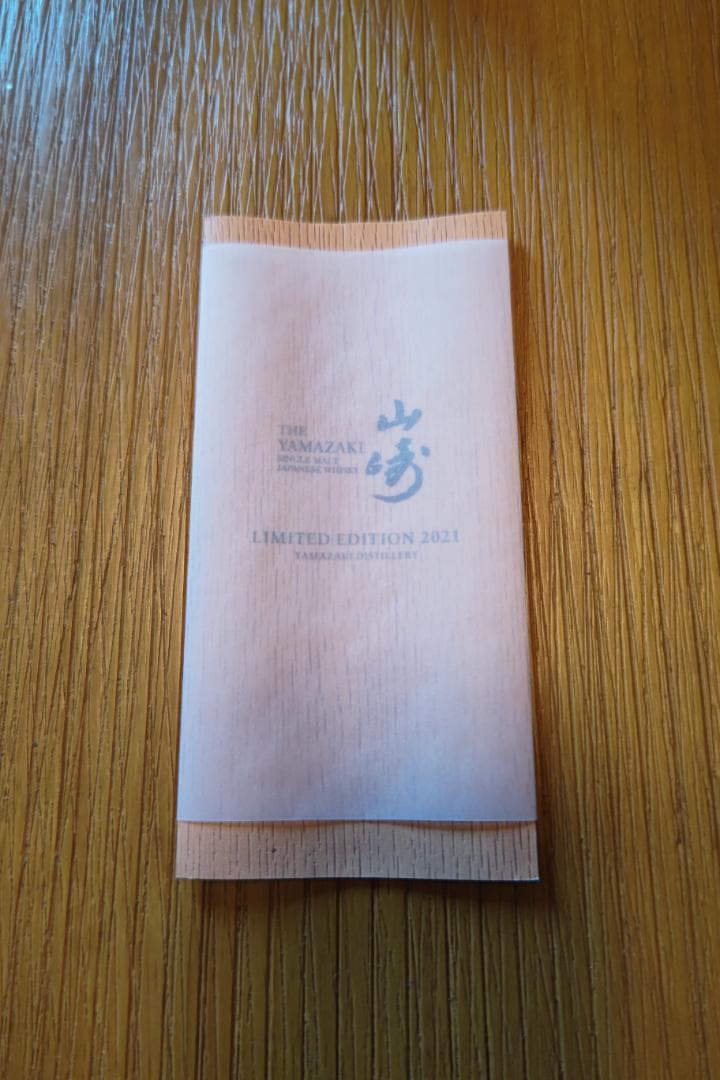 THE
YAMAZAKI
SINGLE MALT
JAPANESE WHISKY
山崎
LIMITED EDITION 2021
YAMAZAKI DISTILLERY